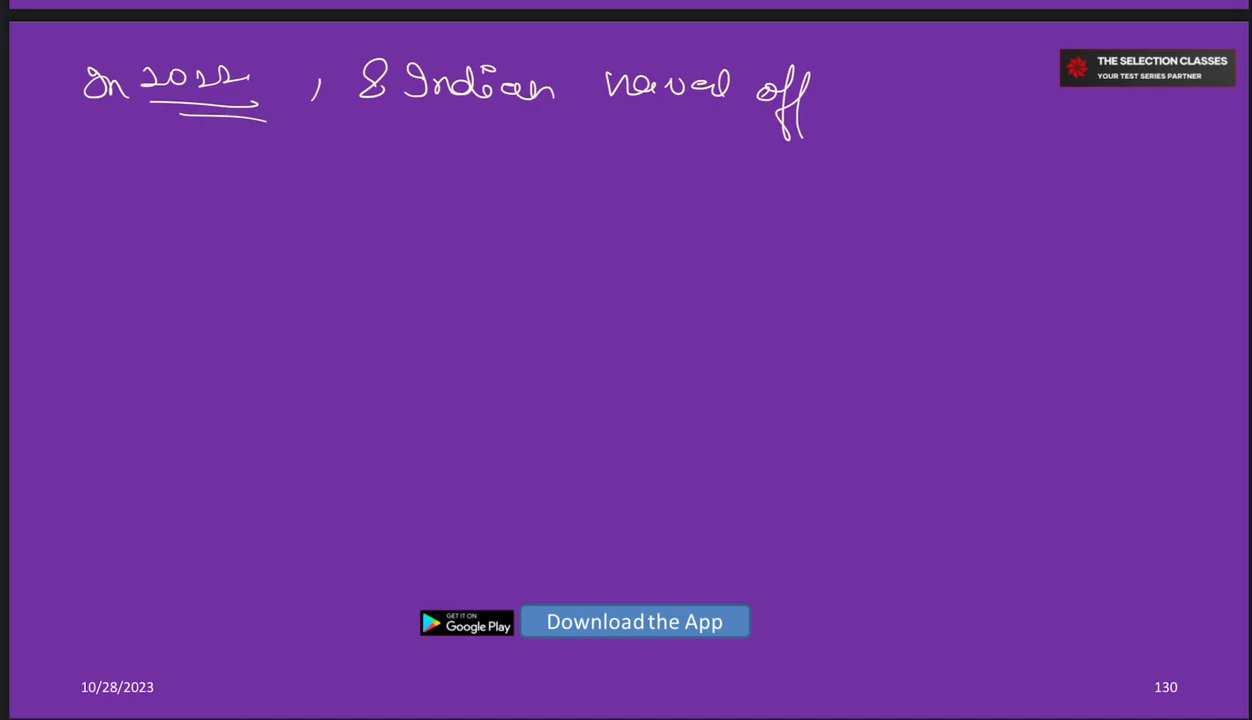 In 2022, 8 Indian naval off
THE SELECTION CLASSES
YOUR TEST SERIES PARTNER
GET IT ON
Google Play
Download the App
10/28/2023
130